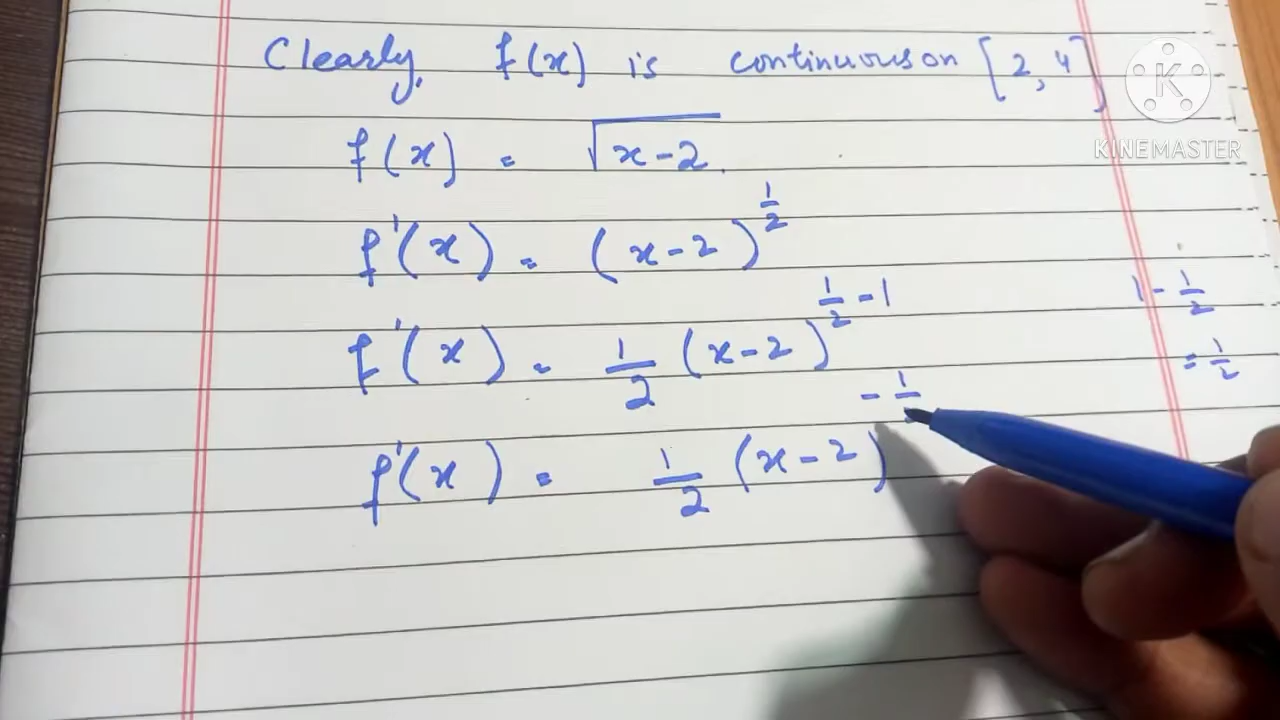 Clearly, f(x) is continuous on [2, 4]
K
KINEMASTER
f(x) = √x-2.
f'(x) = (x-2)^1/2
f'(x) = 1/2 (x-2)^1/2 -1
1 - 1/2
= 1/2
f'(x) = 1/2 (x-2)^- 1/